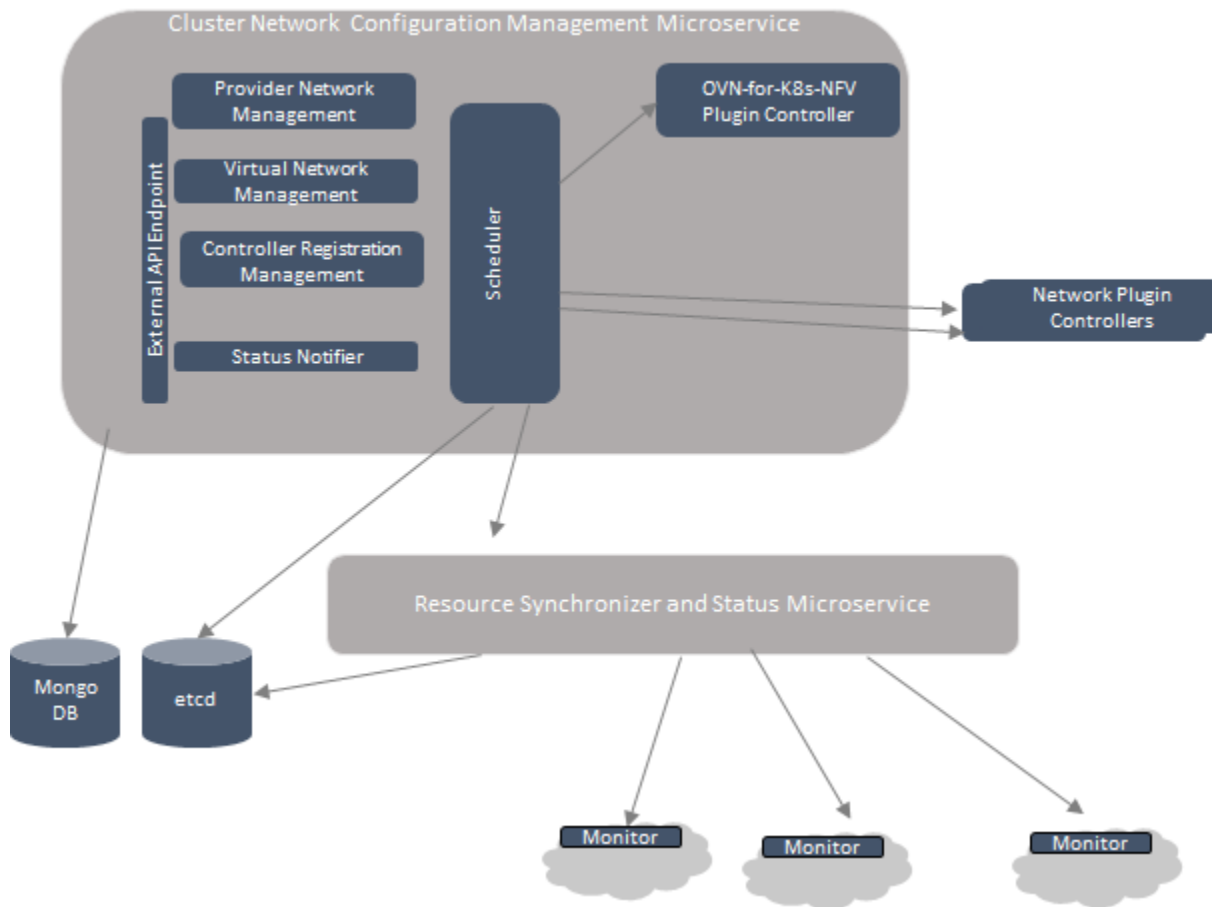 Cluster Network Configuration Management Microservice
Provider Network
Management
OVN-for-K8s-NFV
Plugin Controller
External API Endpoint
Virtual Network
Management
Scheduler
Controller Registration
Management
Network Plugin
Controllers
Status Notifier
Resource Synchronizer and Status Microservice
Mongo
DB
etcd
Monitor
Monitor
Monitor